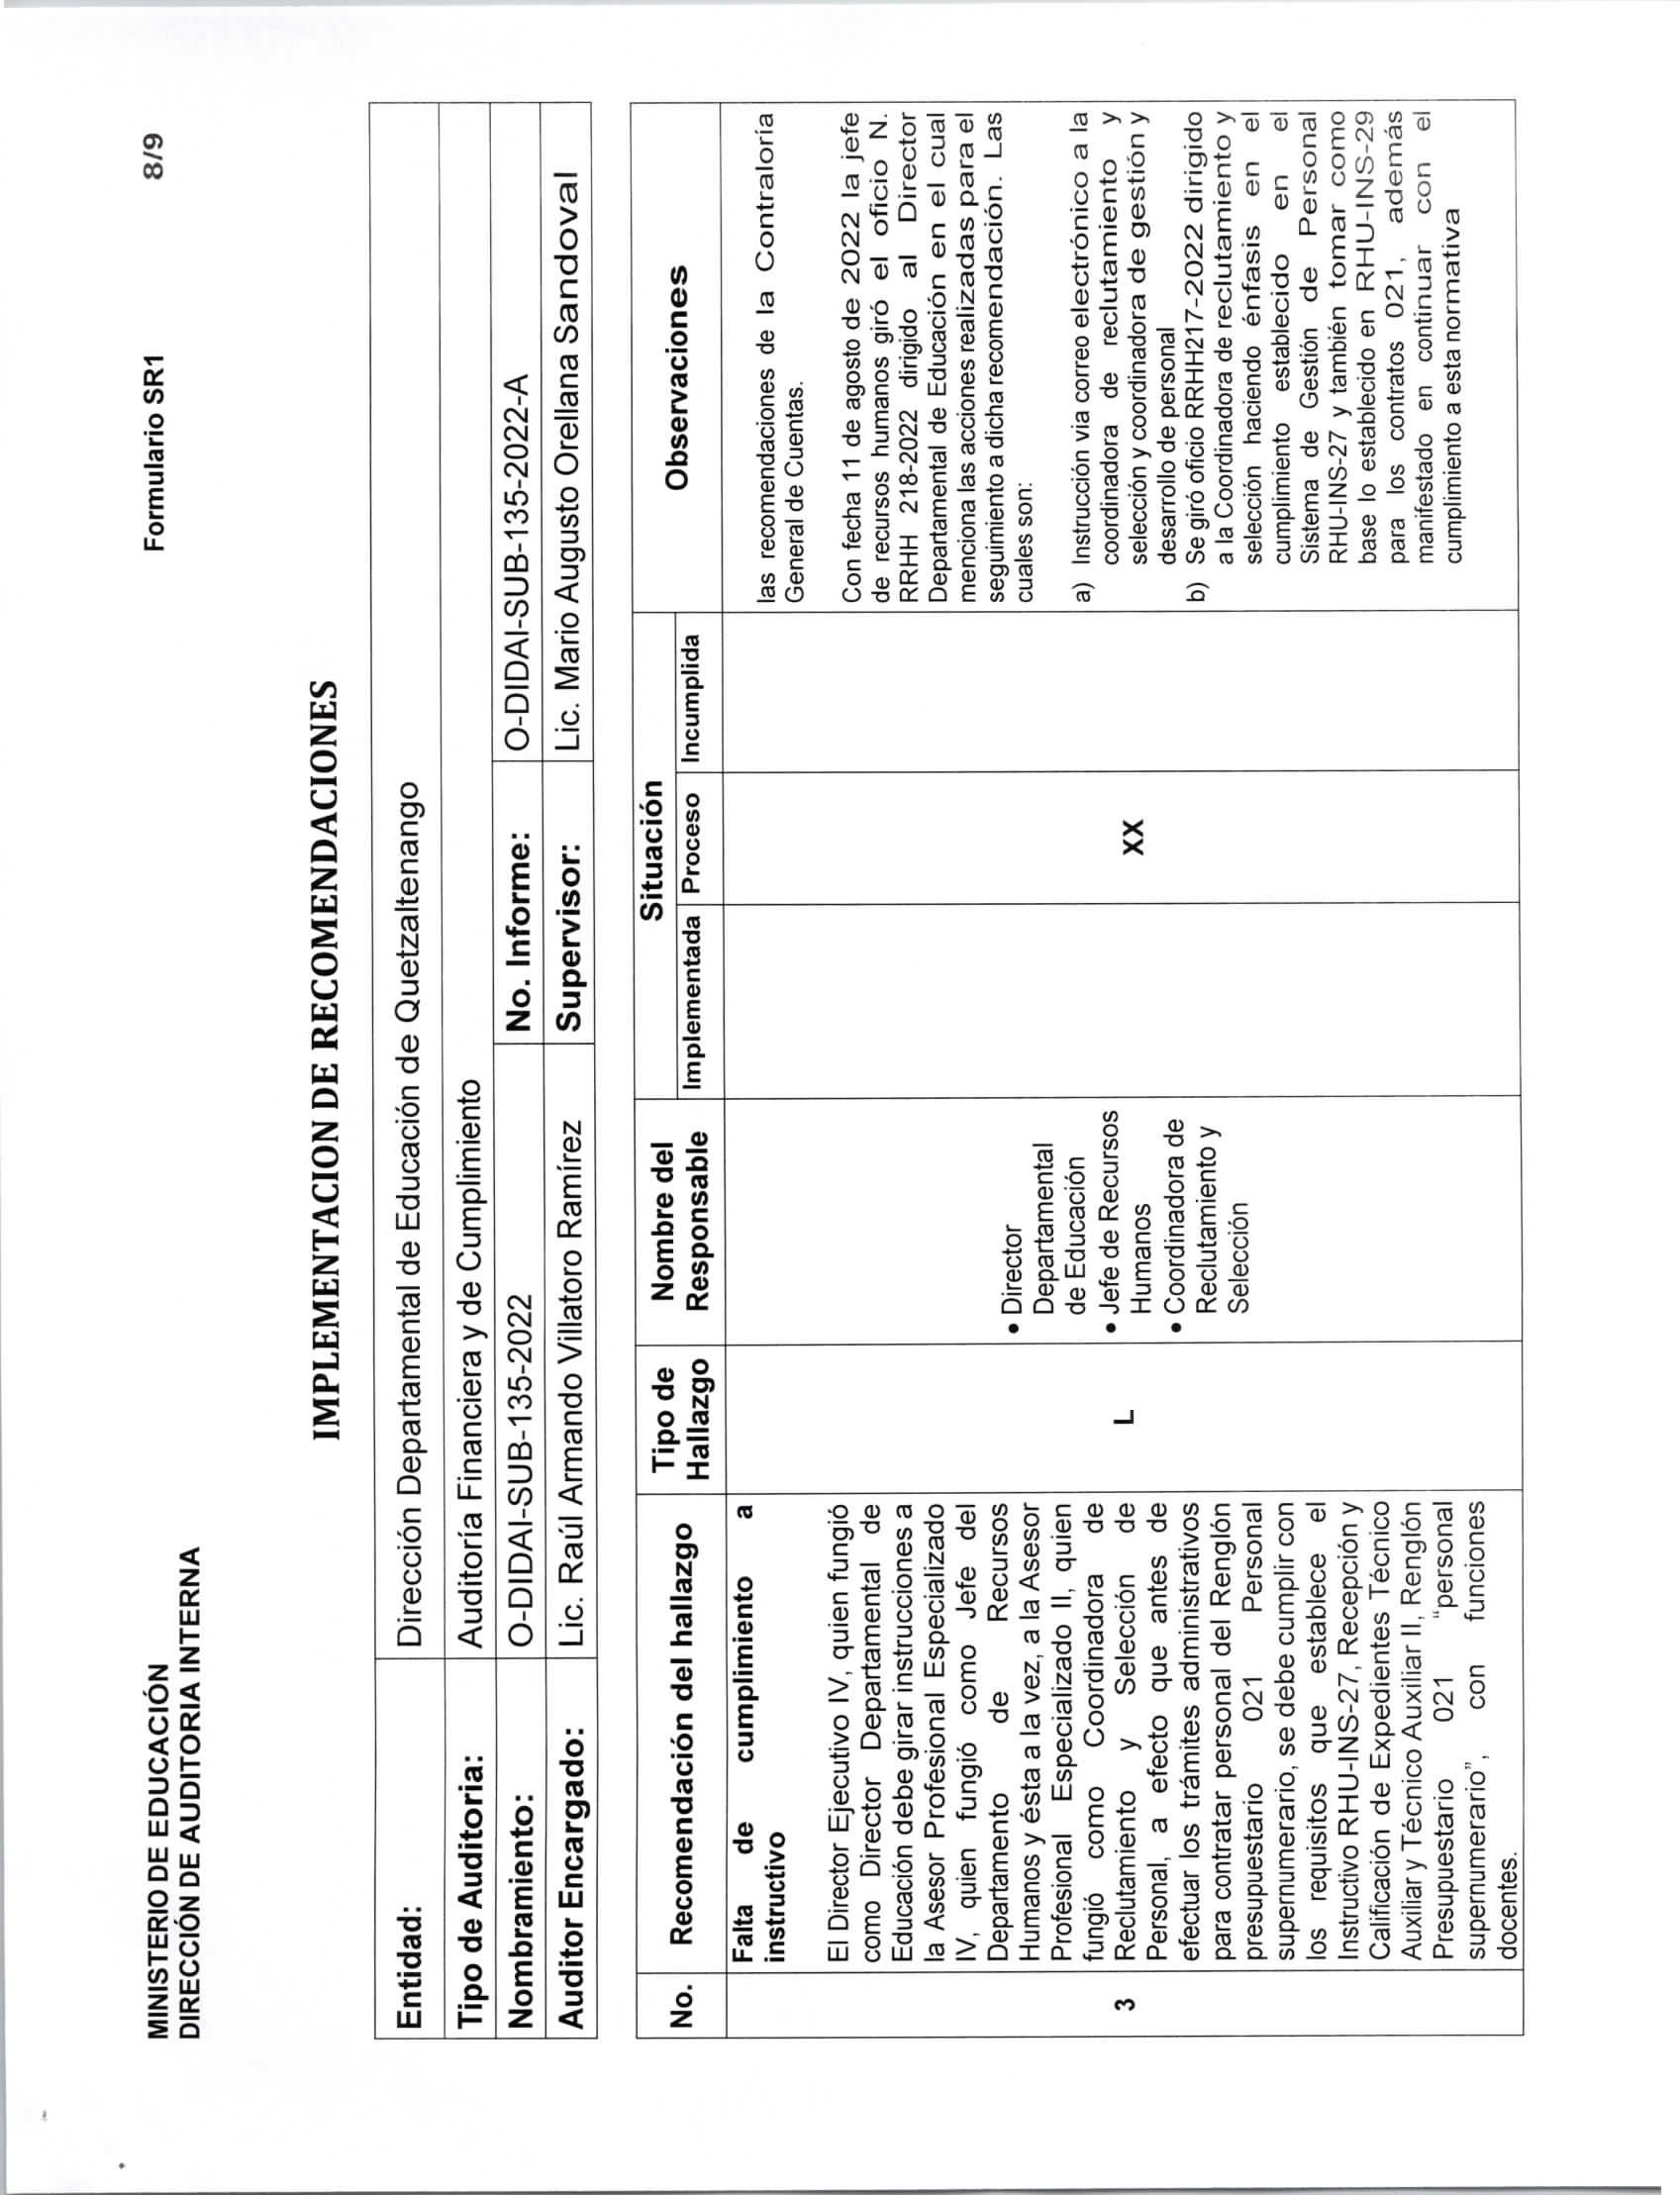 MINISTERIO DE EDUCACIÓN
DIRECCIÓN DE AUDITORIA INTERNA
Formulario SR1
8/9
IMPLEMENTACION DE RECOMENDACIONES
Entidad:
Dirección Departamental de Educación de Quetzaltenango
Tipo de Auditoria:
Auditoría Financiera y de Cumplimiento
Nombramiento:
O-DIDAI-SUB-135-2022
No. Informe:
O-DIDAI-SUB-135-2022-A
Auditor Encargado:
Lic. Raúl Armando Villatoro Ramírez
Supervisor:
Lic. Mario Augusto Orellana Sandoval
No.
Recomendación del hallazgo
Tipo de
Hallazgo
Nombre del
Responsable
Situación
Implementada
Proceso
Incumplida
Observaciones
3
Falta de cumplimiento a
instructivo
El Director Ejecutivo IV, quien fungió
como Director Departamental de
Educación debe girar instrucciones a
la Asesor Profesional Especializado
IV, quien fungió como Jefe del
Departamento de Recursos
Humanos y ésta a la vez, a la Asesor
Profesional Especializado II, quien
fungió como Coordinadora de
Reclutamiento y Selección de
Personal, a efecto que antes de
efectuar los trámites administrativos
para contratar personal del Renglón
presupuestario 021 Personal
supernumerario, se debe cumplir con
los requisitos que establece el
Instructivo RHU-INS-27, Recepción y
Calificación de Expedientes Técnico
Auxiliar y Técnico Auxiliar II, Renglón
Presupuestario 021 “personal
supernumerario”, con funciones
docentes.
L
• Director
Departamental
de Educación
• Jefe de Recursos
Humanos
• Coordinadora de
Reclutamiento y
Selección
XX
las recomendaciones de la Contraloría
General de Cuentas.
Con fecha 11 de agosto de 2022 la jefe
de recursos humanos giró el oficio N.
RRHH 218-2022 dirigido al Director
Departamental de Educación en el cual
menciona las acciones realizadas para el
seguimiento a dicha recomendación. Las
cuales son:
a) Instrucción via correo electrónico a la
coordinadora de reclutamiento y
selección y coordinadora de gestión y
desarrollo de personal
b) Se giró oficio RRHH217-2022 dirigido
a la Coordinadora de reclutamiento y
selección haciendo énfasis en el
cumplimiento establecido en el
Sistema de Gestión de Personal
RHU-INS-27 y también tomar como
base lo establecido en RHU-INS-29
para los contratos 021, además
manifestado en continuar con el
cumplimiento a esta normativa